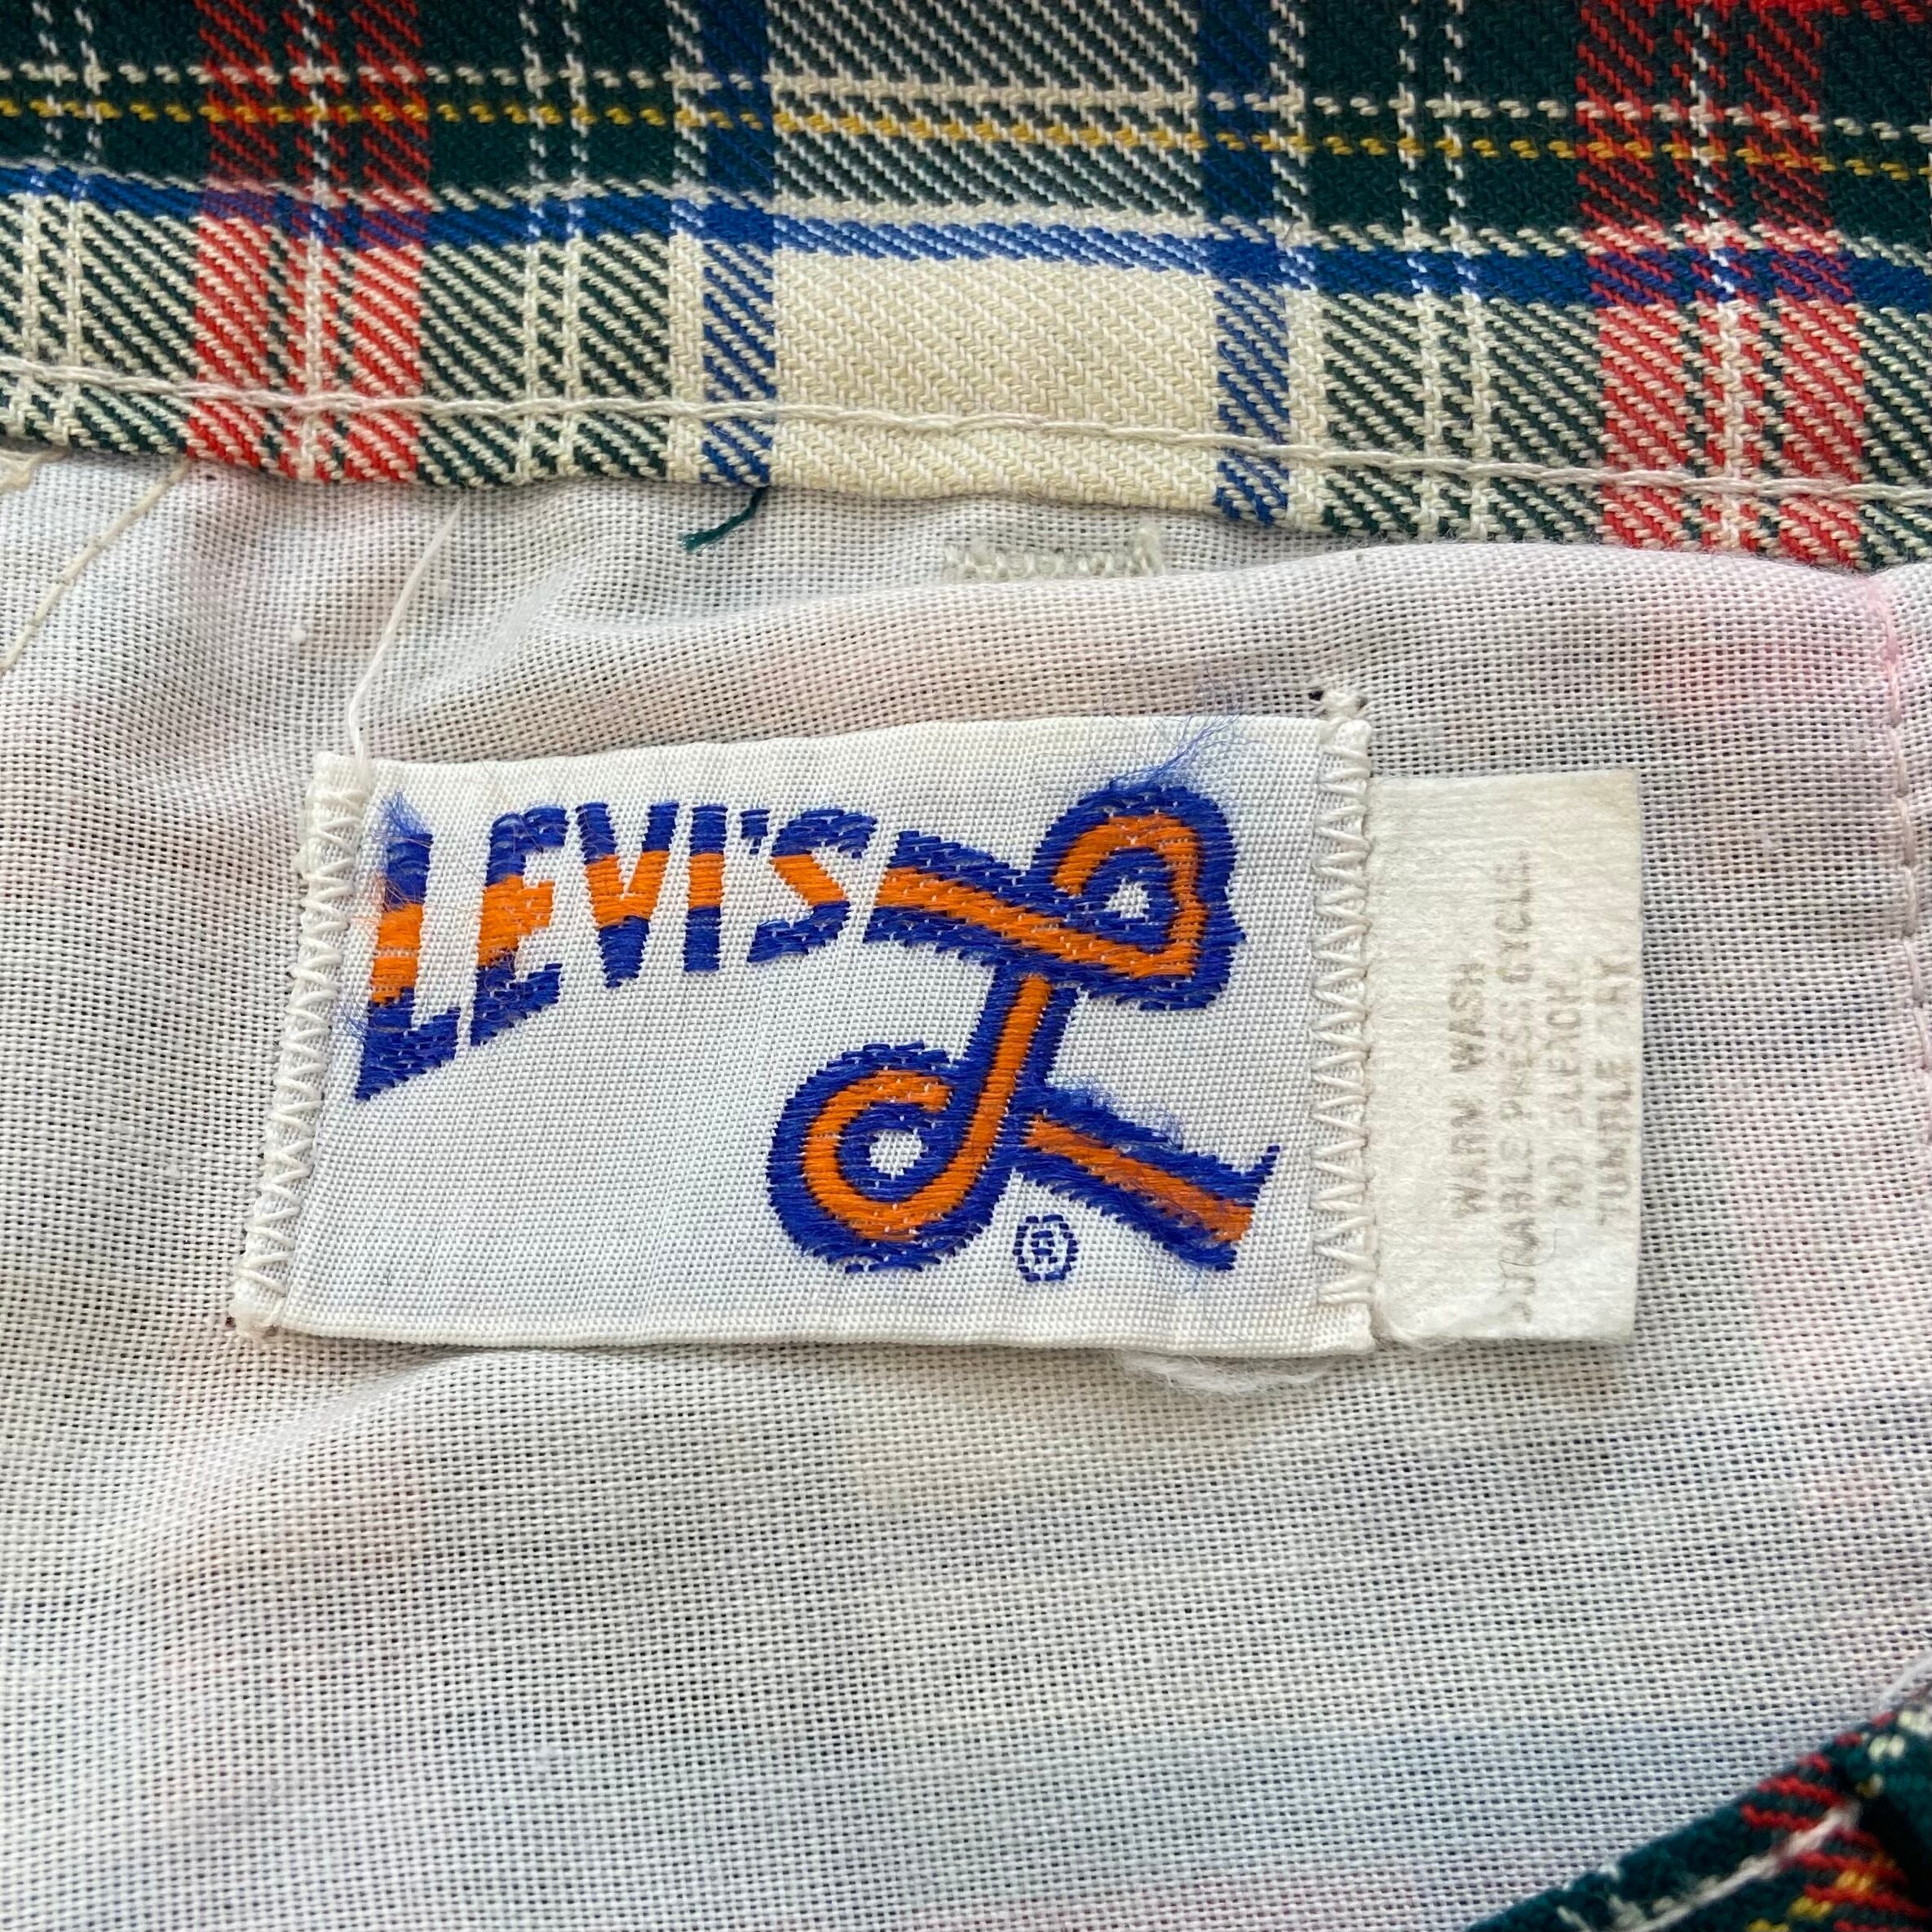 LEVI'S
®
WARM WASH
DURABLE PRESS CYCLE
NO BLEACH
TUMBLE DRY